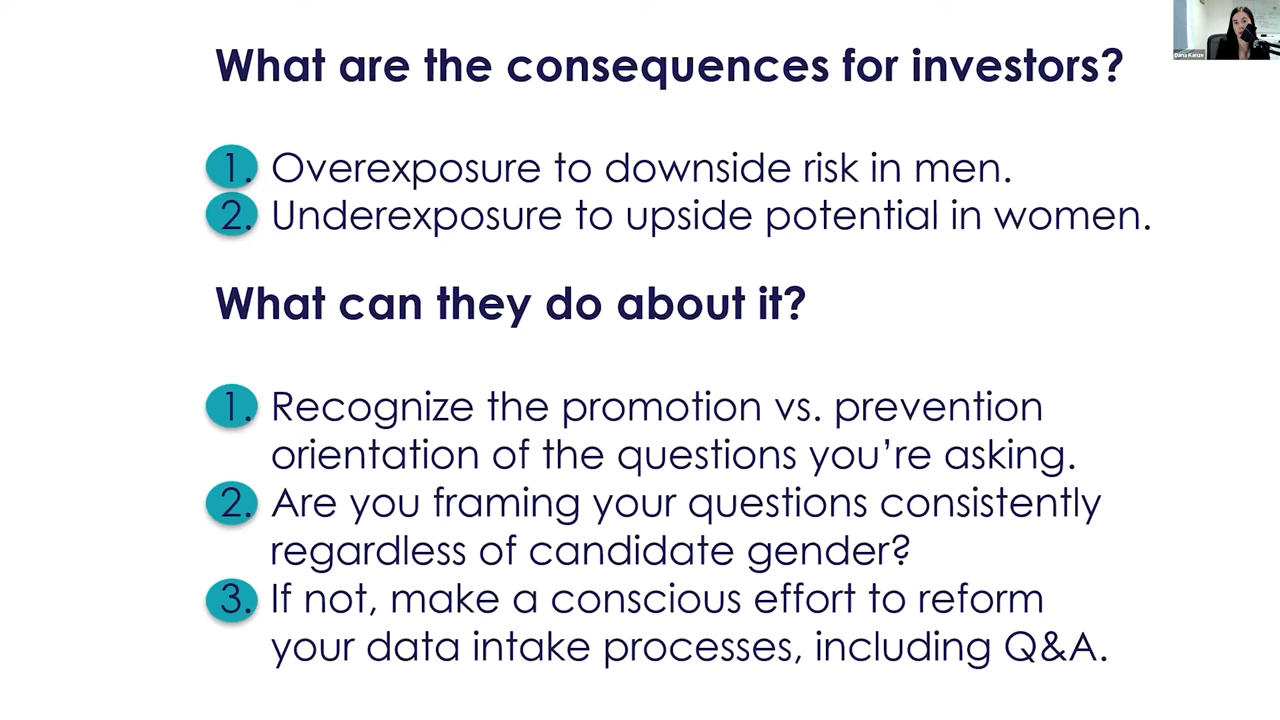 What are the consequences for investors?
Dana Kanze
1. Overexposure to downside risk in men.
2. Underexposure to upside potential in women.
What can they do about it?
1. Recognize the promotion vs. prevention
orientation of the questions you're asking.
2. Are you framing your questions consistently
regardless of candidate gender?
3. If not, make a conscious effort to reform
your data intake processes, including Q&A.